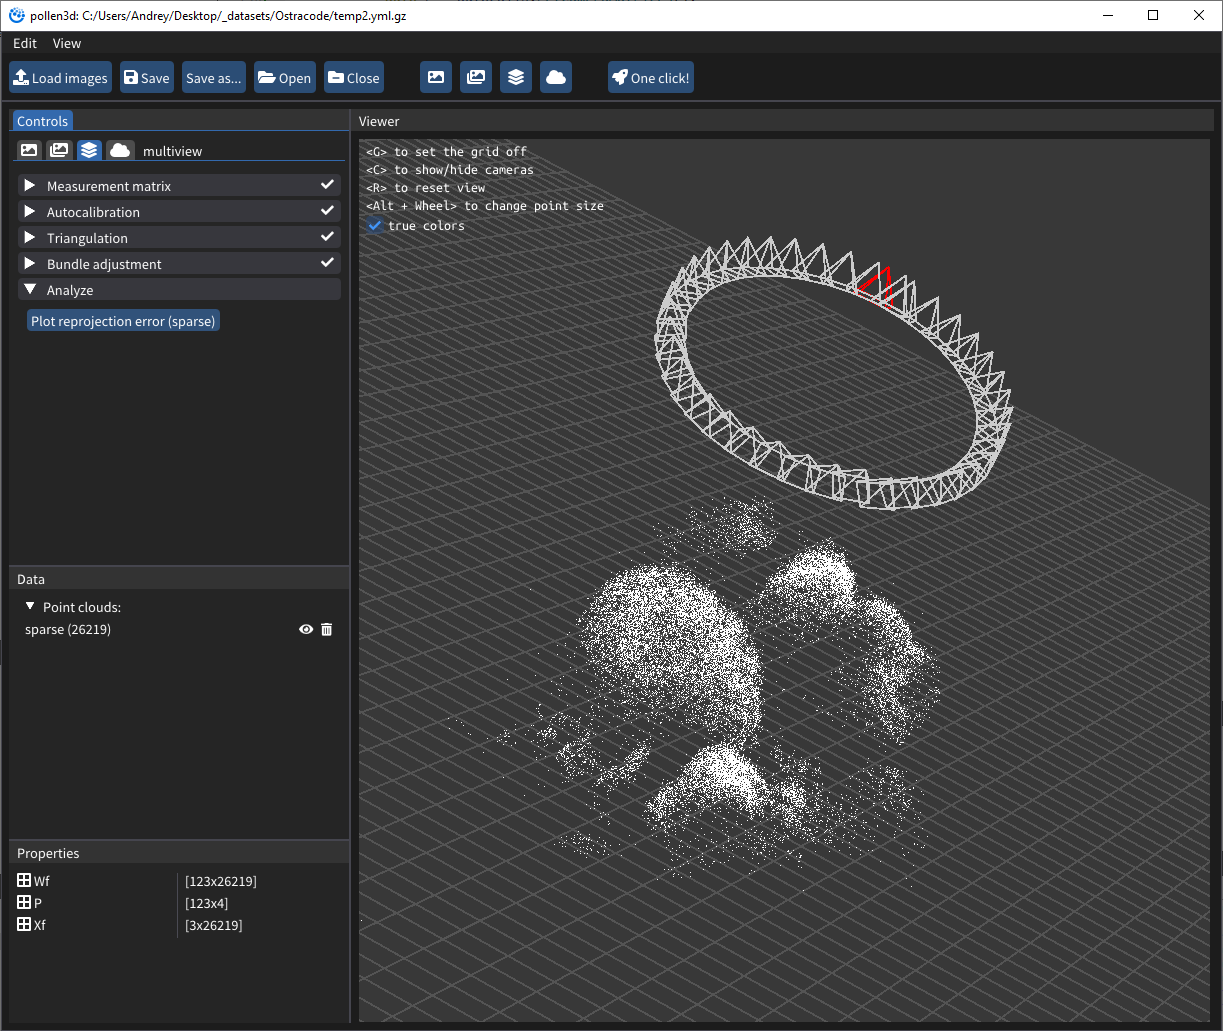 pollen3d: C:/Users/Andrey/Desktop/_datasets/Ostracode/temp2.yml.gz
Edit View
Load images Save Save as... Open Close One click!
Controls
multiview
Measurement matrix
Autocalibration
Triangulation
Bundle adjustment
Analyze
Plot reprojection error (sparse)
Data
Point clouds:
sparse (26219)
Properties
Wf [123x26219]
P [123x4]
Xf [3x26219]
Viewer
<G> to set the grid off
<C> to show/hide cameras
<R> to reset view
<Alt + Wheel> to change point size
true colors